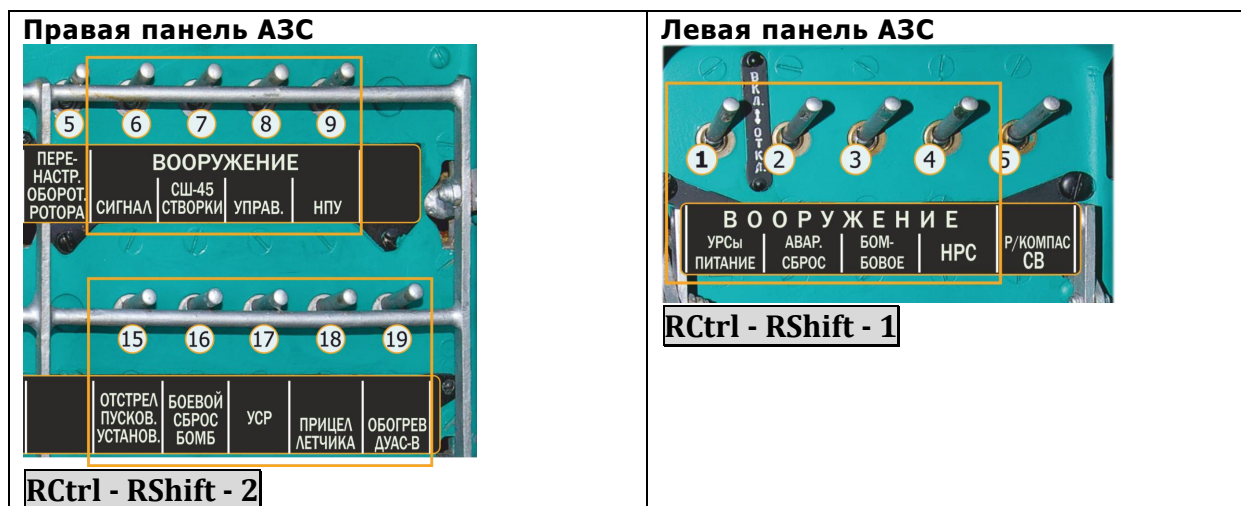 Правая панель АЗС
5
6
7
8
9
ПЕРЕ-
НАСТР.
ОБОРОТ.
РОТОРА
ВООРУЖЕНИЕ
СИГНАЛ
СШ-45
СТВОРКИ
УПРАВ.
НПУ
15
16
17
18
19
ОТСТРЕЛ
ПУСКОВ.
УСТАНОВ.
БОЕВОЙ
СБРОС
БОМБ
УСР
ПРИЦЕЛ
ЛЕТЧИКА
ОБОГРЕВ
ДУАС-В
RCtrl - RShift - 2
Левая панель АЗС
ВКЛ. ОТКЛ.
1
2
3
4
5
ВООРУЖЕНИЕ
УРСы
ПИТАНИЕ
АВАР.
СБРОС
БОМ-
БОВОЕ
НРС
Р/КОМПАС
СВ
RCtrl - RShift - 1